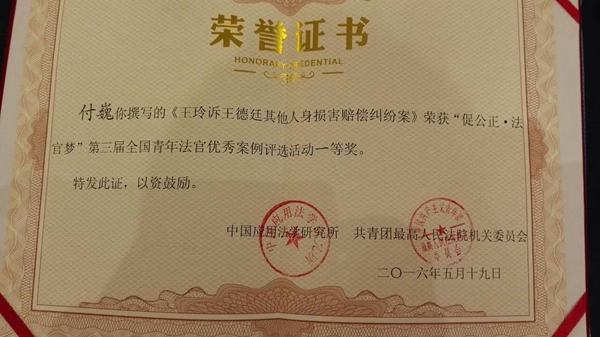 荣誉证书
HONORARY CREDENTIAL
付巍你撰写的《王玲诉王德廷其他人身损害赔偿纠纷案》荣获“促公正·法
官梦”第三届全国青年法官优秀案例评选活动一等奖。
特发此证，以资鼓励。
中国应用法学研究所 共青团最高人民法院机关委员会
二〇一六年五月十九日